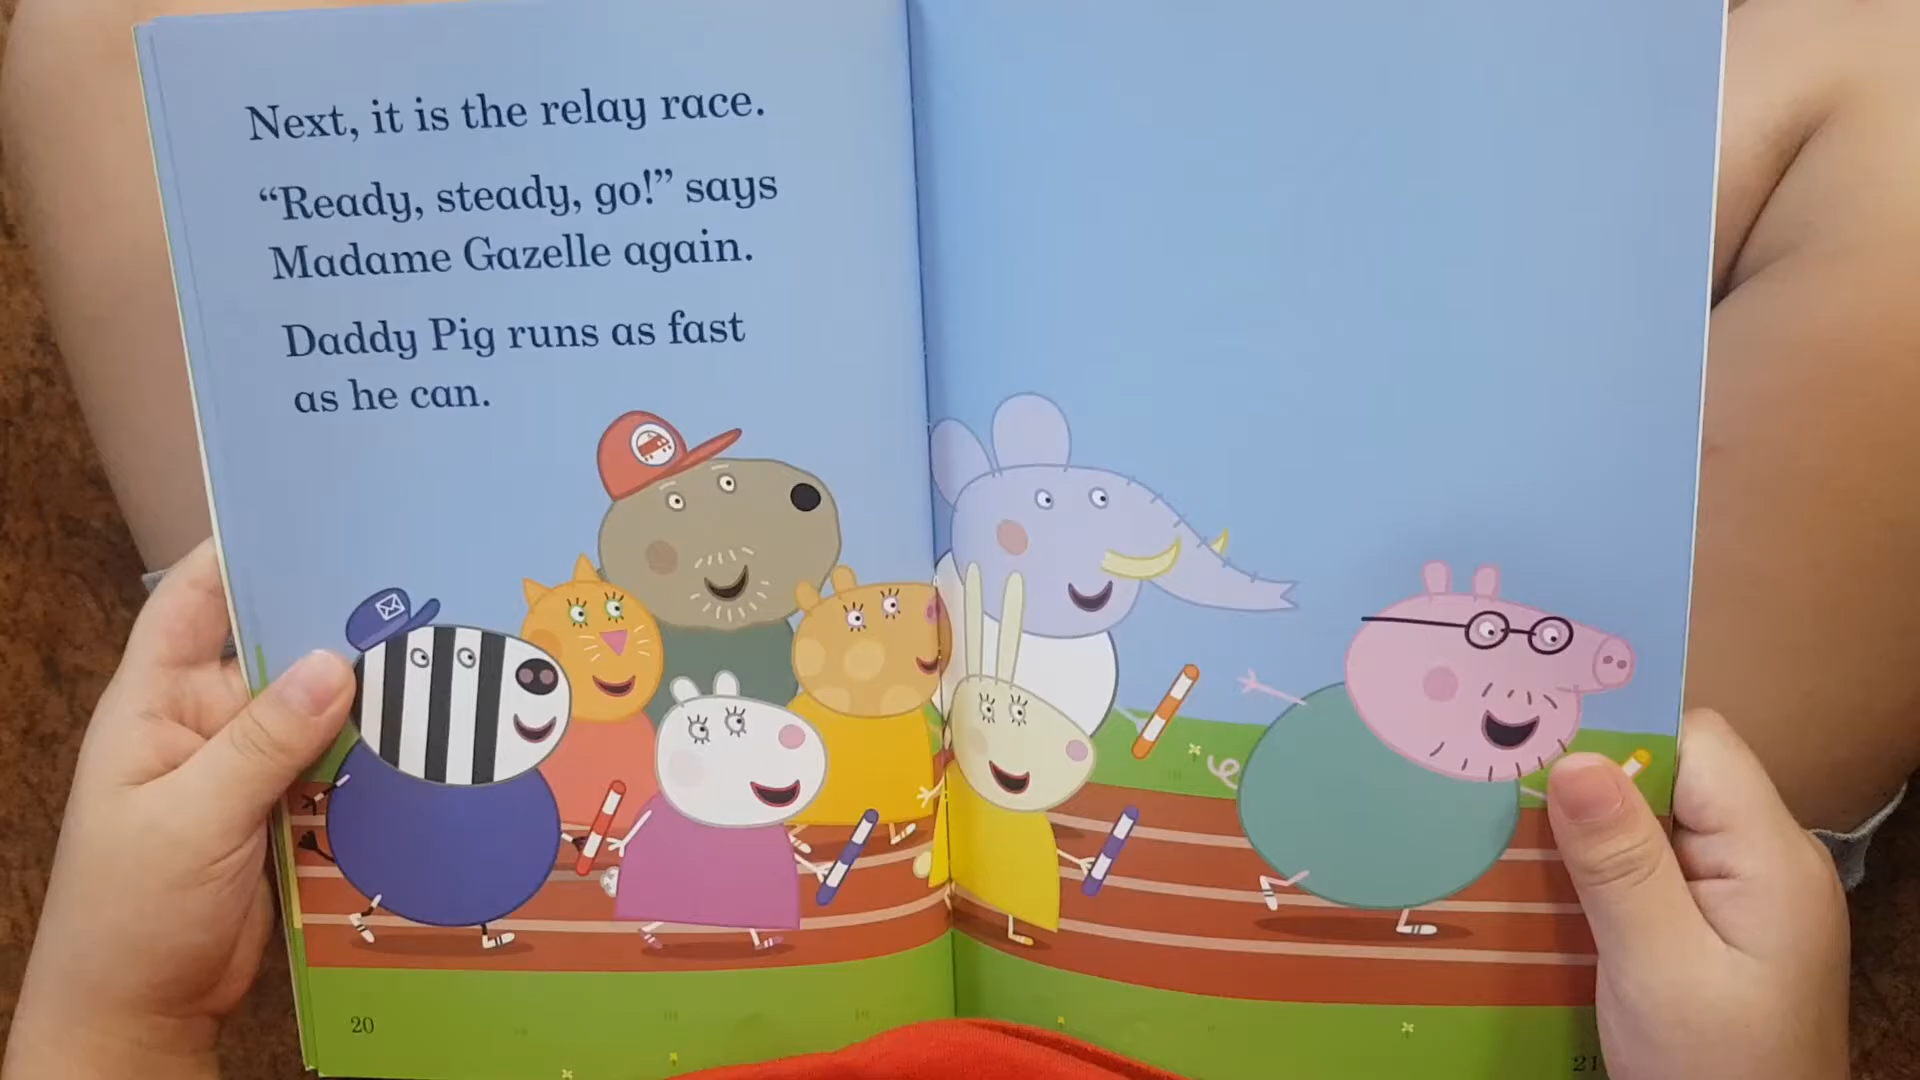 Next, it is the relay race.
“Ready, steady, go!” says
Madame Gazelle again.
Daddy Pig runs as fast
as he can.
20
21